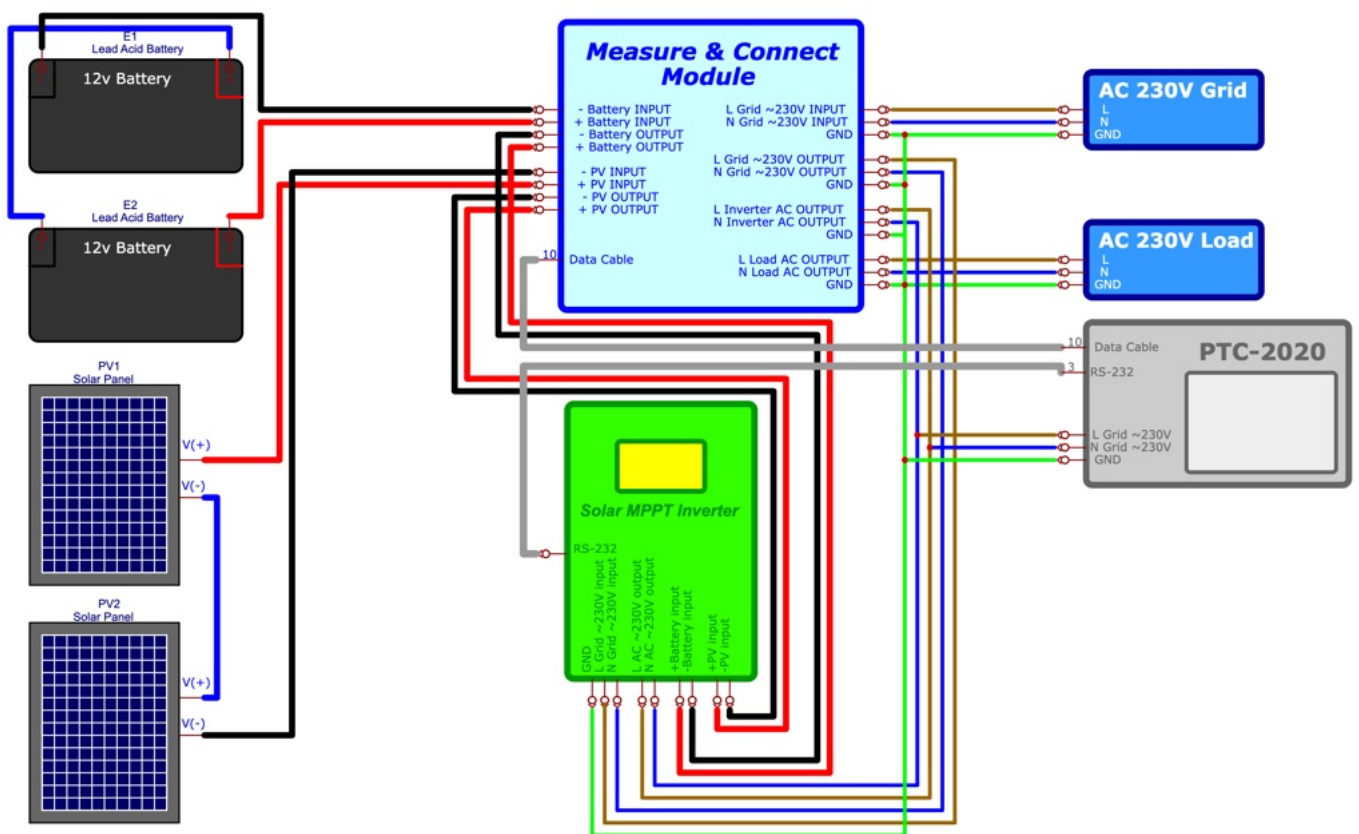 E1
Lead Acid Battery
12v Battery
E2
Lead Acid Battery
12v Battery
PV1
Solar Panel
V(+)
V(-)
PV2
Solar Panel
V(+)
V(-)
Measure & Connect
Module
- Battery INPUT
+ Battery INPUT
- Battery OUTPUT
+ Battery OUTPUT
- PV INPUT
+ PV INPUT
- PV OUTPUT
+ PV OUTPUT
10
Data Cable
L Grid ~230V INPUT
N Grid ~230V INPUT
GND
L Grid ~230V OUTPUT
N Grid ~230V OUTPUT
GND
L Inverter AC OUTPUT
N Inverter AC OUTPUT
GND
L Load AC OUTPUT
N Load AC OUTPUT
GND
AC 230V Grid
L
N
GND
AC 230V Load
L
N
GND
PTC-2020
10
Data Cable
3
RS-232
L Grid ~230V
N Grid ~230V
GND
Solar MPPT Inverter
RS-232
GND
L Grid ~230V input
N Grid ~230V input
L AC ~230V output
N AC ~230V output
+Battery input
-Battery input
+PV input
-PV input